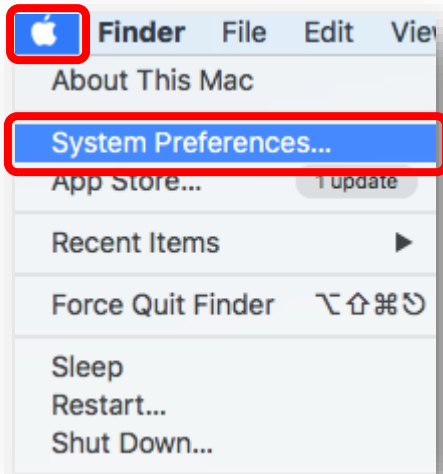 Finder File Edit View
About This Mac
System Preferences...
App Store... 1 update
Recent Items ▶
Force Quit Finder ⌥⇧⌘⎋
Sleep
Restart...
Shut Down...